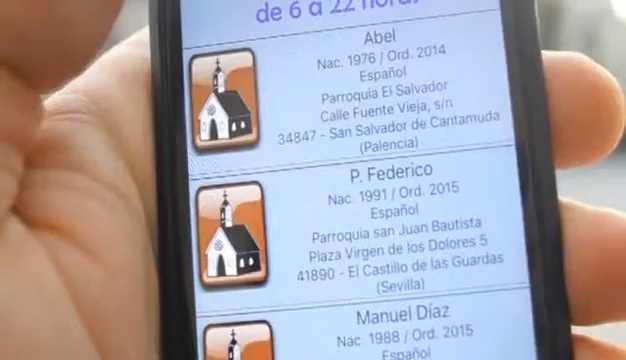 de 6 a 22 horas
Abel
Nac. 1976 / Ord. 2014
Español
Parroquia El Salvador
Calle Fuente Vieja, s/n
34847 - San Salvador de Cantamuda
(Palencia)
P. Federico
Nac. 1991 / Ord. 2015
Español
Parroquia san Juan Bautista
Plaza Virgen de los Dolores 5
41890 - El Castillo de las Guardas
(Sevilla)
Manuel Díaz
Nac. 1988 / Ord. 2015
Español